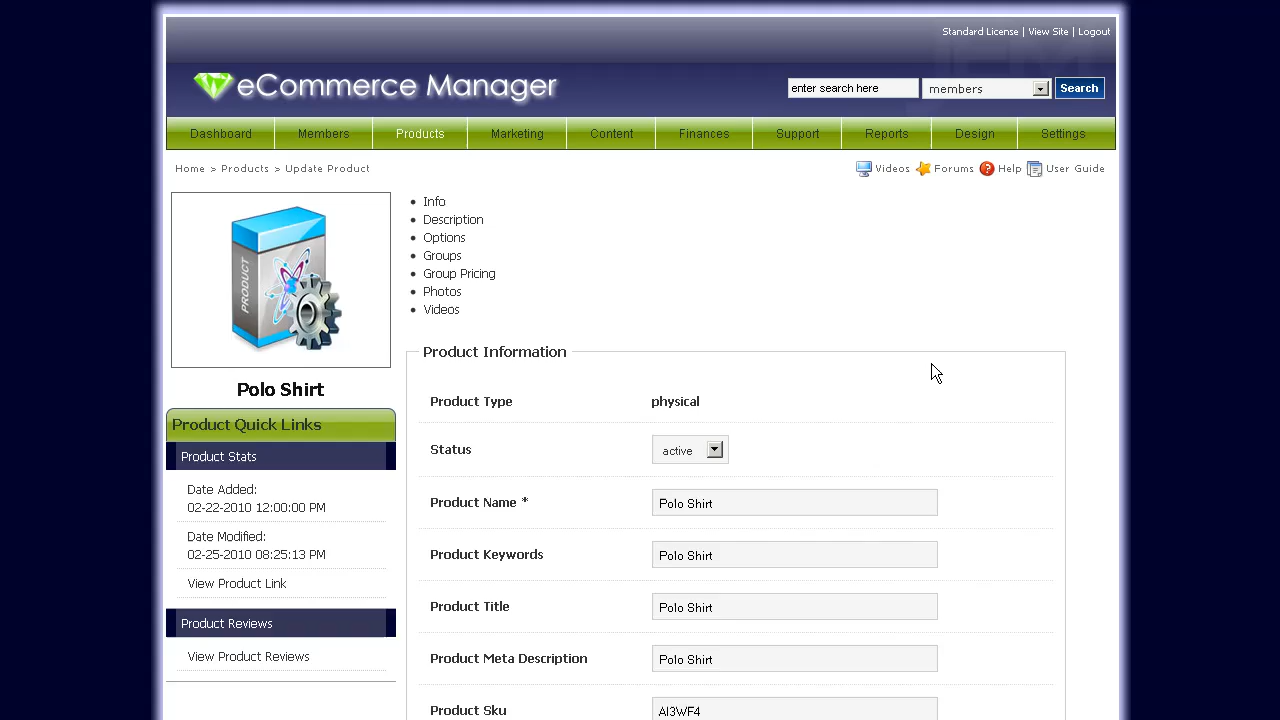 Standard License | View Site | Logout
eCommerce Manager
enter search here members Search
Dashboard Members Products Marketing Content Finances Support Reports Design Settings
Home > Products > Update Product
Videos Forums Help User Guide
PRODUCT
Info
Description
Options
Groups
Group Pricing
Photos
Videos
Polo Shirt
Product Quick Links
Product Stats
Date Added:
02-22-2010 12:00:00 PM
Date Modified:
02-25-2010 08:25:13 PM
View Product Link
Product Reviews
View Product Reviews
Product Information
Product Type physical
Status active
Product Name * Polo Shirt
Product Keywords Polo Shirt
Product Title Polo Shirt
Product Meta Description Polo Shirt
Product Sku AI3WF4